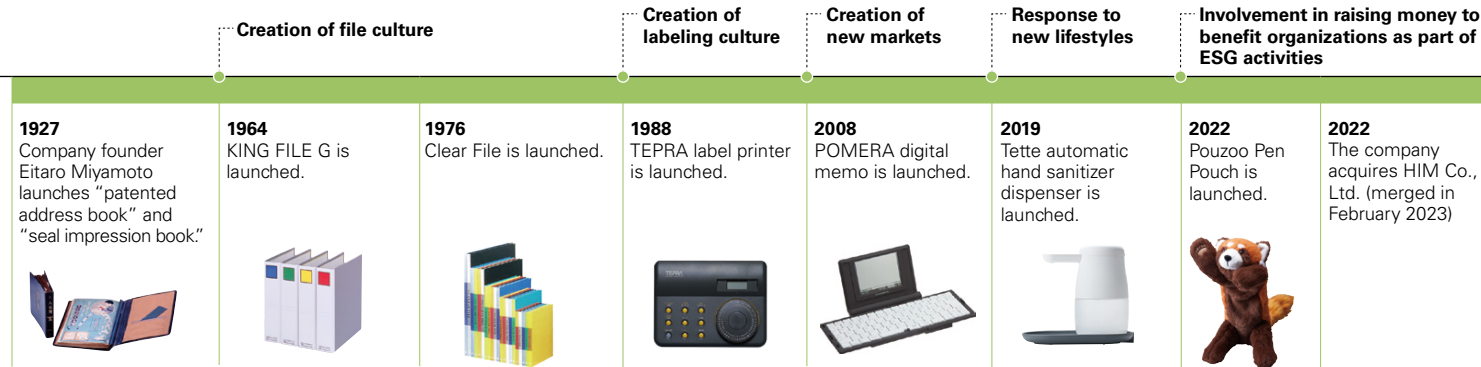 Creation of file culture
Creation of
labeling culture
Creation of
new markets
Response to
new lifestyles
Involvement in raising money to
benefit organizations as part of
ESG activities
1927
Company founder
Eitaro Miyamoto
launches “patented
address book” and
“seal impression book.”
1964
KING FILE G is
launched.
1976
Clear File is launched.
1988
TEPRA label printer
is launched.
2008
POMERA digital
memo is launched.
2019
Tette automatic
hand sanitizer
dispenser is
launched.
2022
Pouzoo Pen
Pouch is
launched.
2022
The company
acquires HIM Co.,
Ltd. (merged in
February 2023)
TEPRA